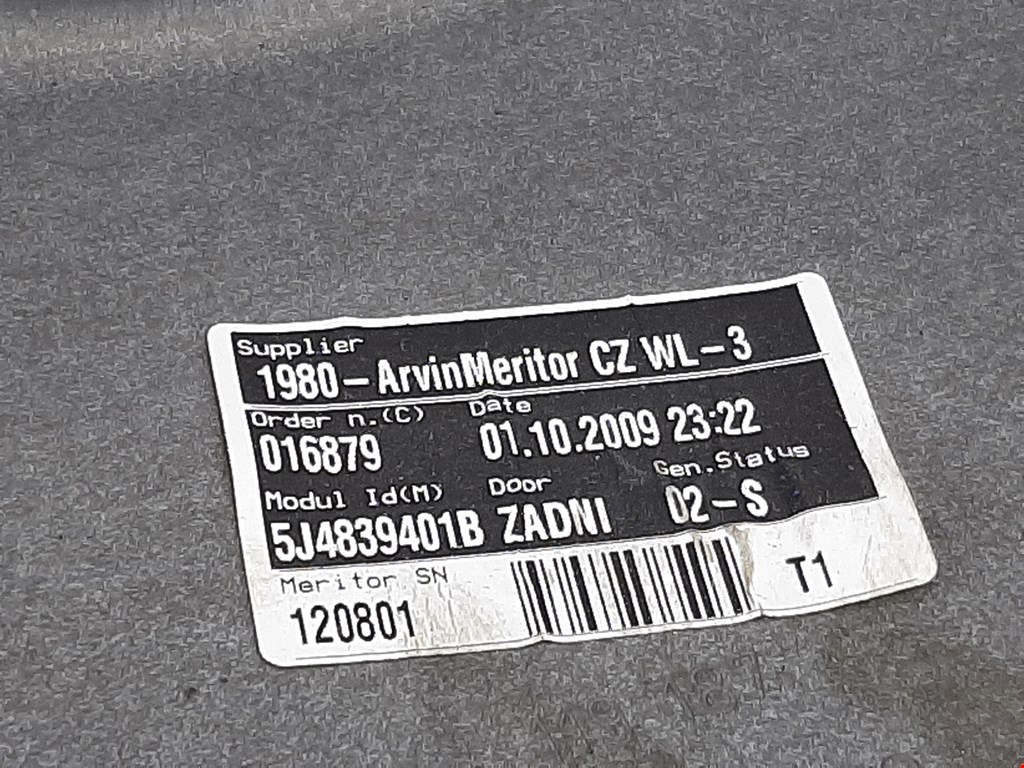 Supplier
1980-ArvinMeritor CZ WL-3
Order n.(C) Date
016879 01.10.2009 23:22
Modul Id(M) Door Gen.Status
5J4839401B ZADNI 02-S
Meritor SN
120801 T1